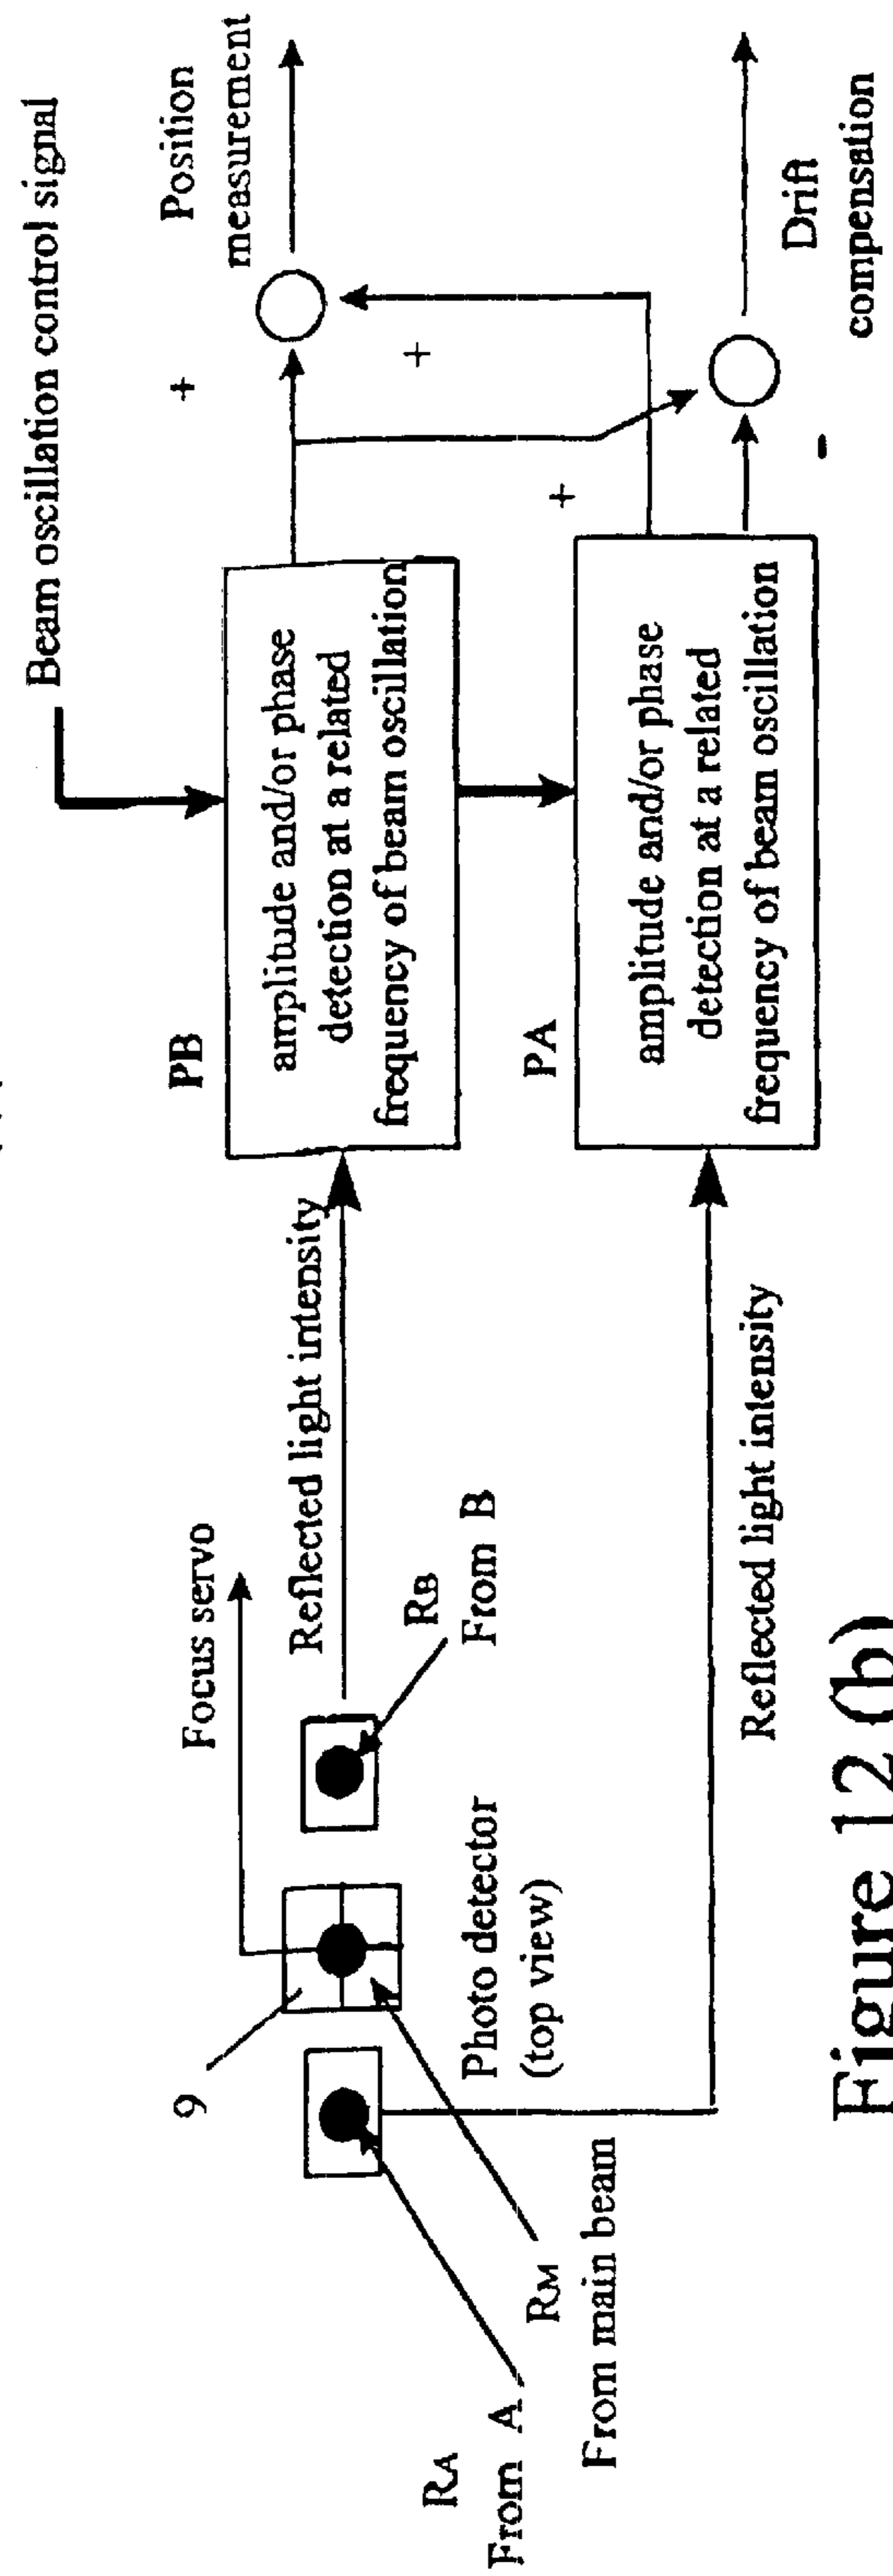 Beam oscillation control signal
Position
measurement
+
+
+
-
Drift
compensation
PB
amplitude and/or phase
detection at a related
frequency of beam oscillation
PA
amplitude and/or phase
detection at a related
frequency of beam oscillation
Focus servo
Reflected light intensity
RB
From B
9
Photo detector
(top view)
Reflected light intensity
RM
From main beam
RA
From A
Figure 12 (b)